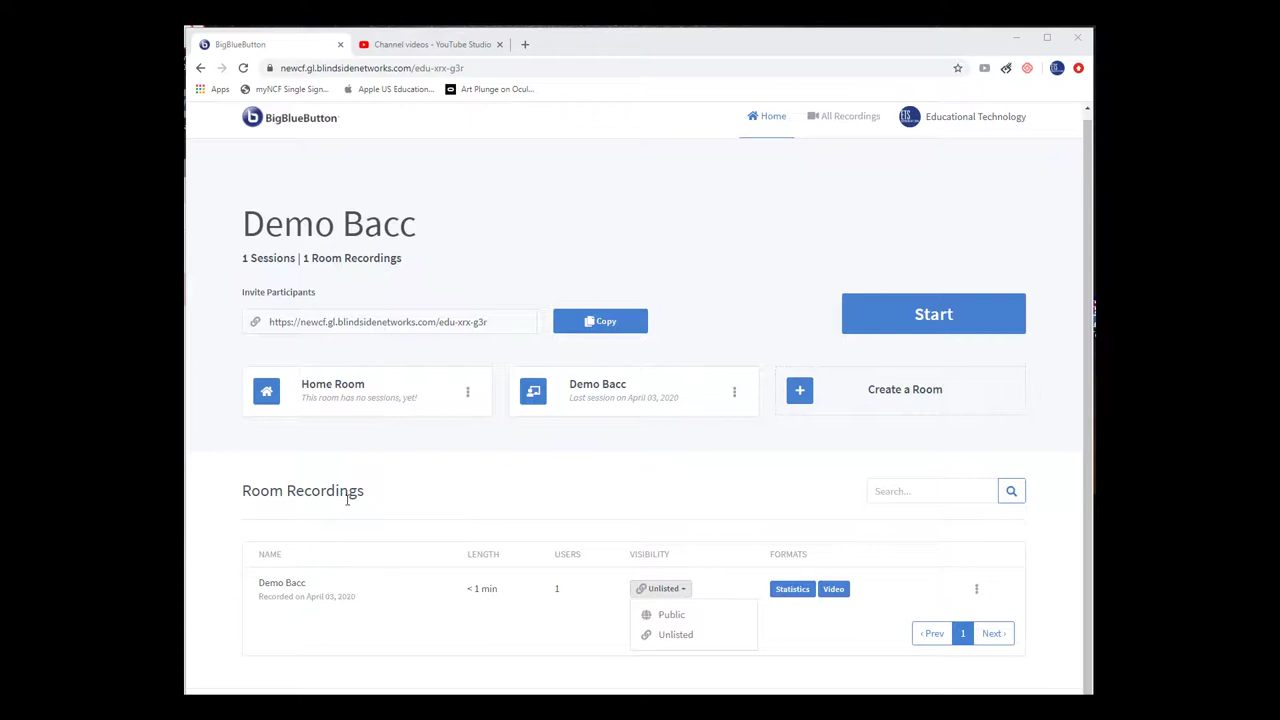 BigBlueButton
Channel videos - YouTube Studio
newcf.gl.blindsidenetworks.com/edu-xrx-g3r
Apps
myNCF Single Sign...
Apple US Education...
Art Plunge on Ocul...
BigBlueButton
Home
All Recordings
Educational Technology
Demo Bacc
1 Sessions | 1 Room Recordings
Invite Participants
https://newcf.gl.blindsidenetworks.com/edu-xrx-g3r
Copy
Start
Home Room
This room has no sessions, yet!
Demo Bacc
Last session on April 03, 2020
Create a Room
Room Recordings
Search...
NAME LENGTH USERS VISIBILITY FORMATS
Demo Bacc
Recorded on April 03, 2020
< 1 min
1
Unlisted
Statistics
Video
Public
Unlisted
‹ Prev 1 Next ›